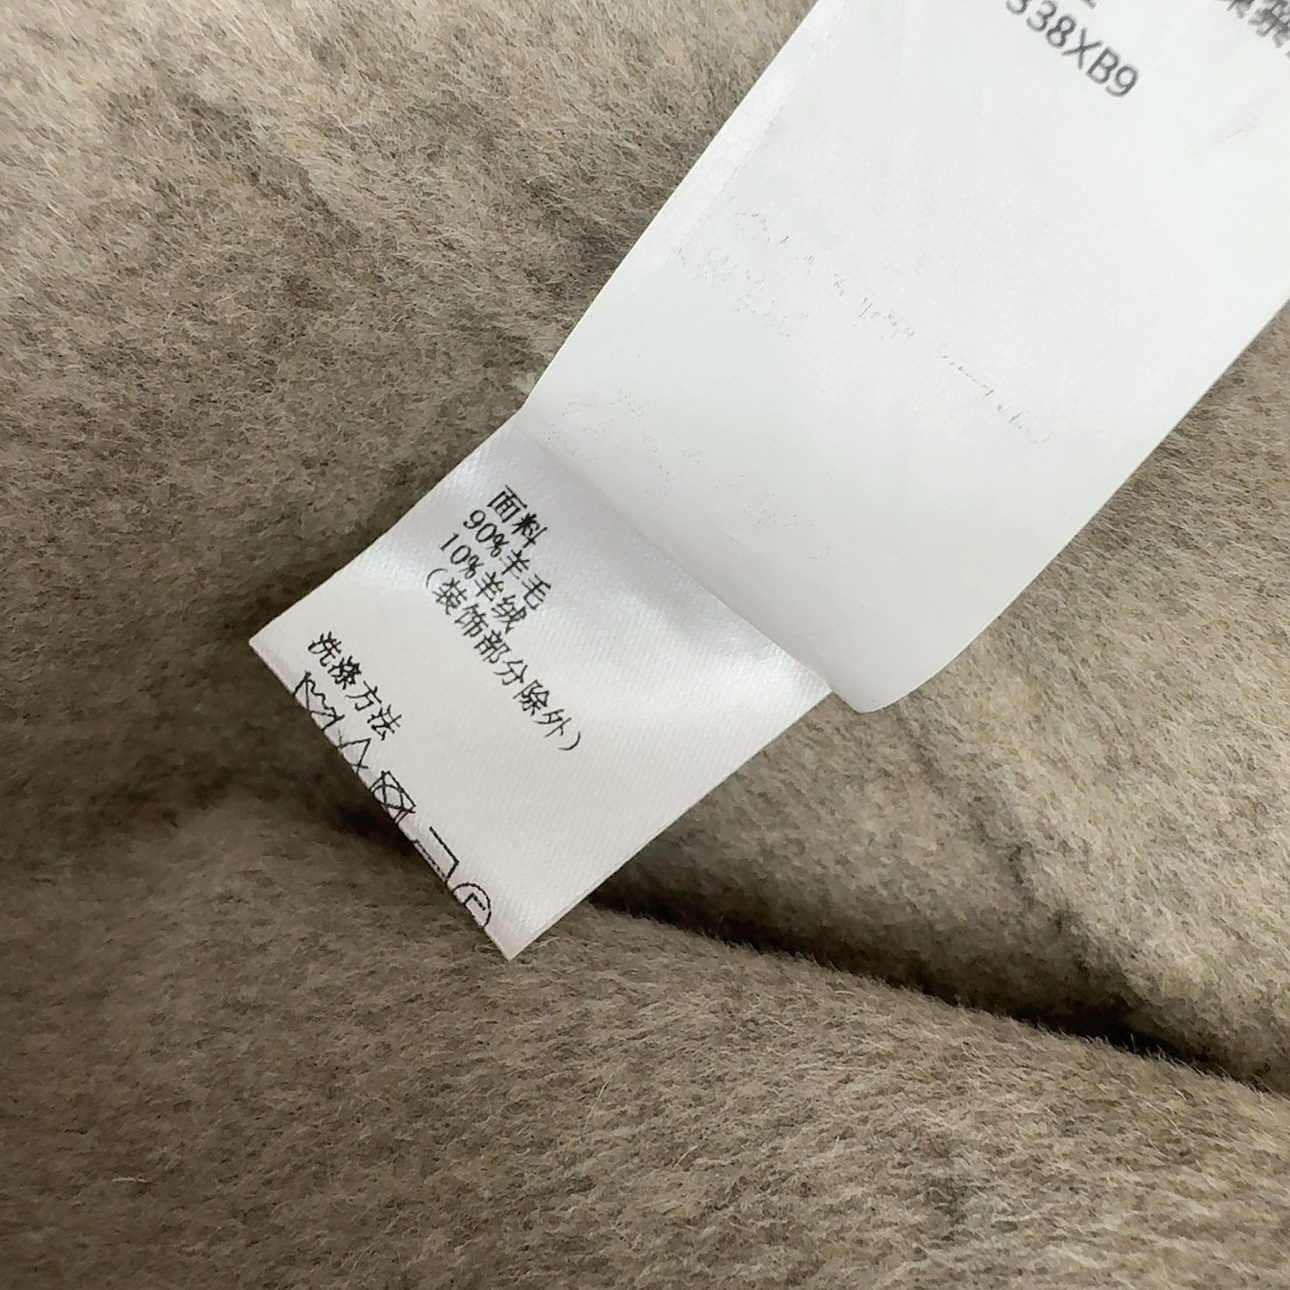 338XB9
面料
90%羊毛
10%羊绒
（装饰部分除外）
洗涤方法